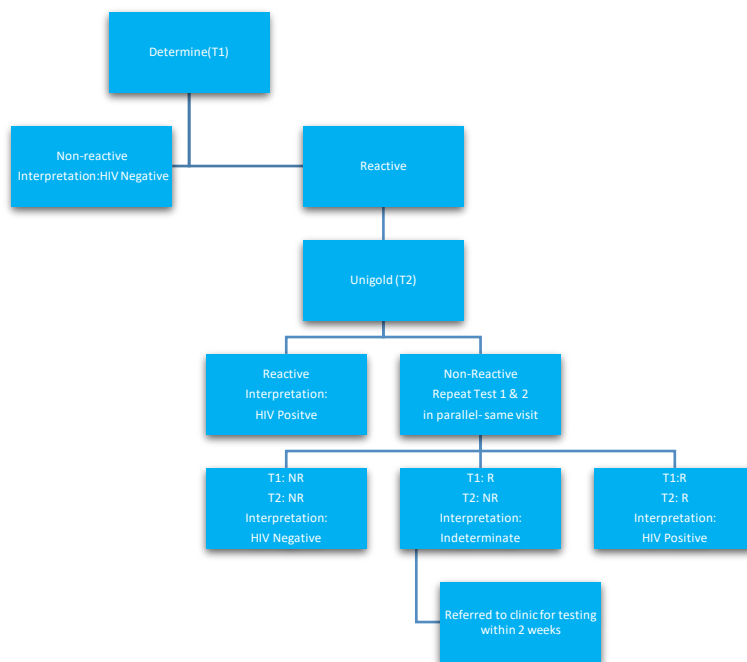 Determine(T1)
Non-reactive
Interpretation:HIV Negative
Reactive
Unigold (T2)
Reactive
Interpretation:
HIV Positve
Non-Reactive
Repeat Test 1 & 2
in parallel- same visit
T1: NR
T2: NR
Interpretation:
HIV Negative
T1: R
T2: NR
Interpretation:
Indeterminate
T1:R
T2: R
Interpretation:
HIV Positive
Referred to clinic for testing
within 2 weeks